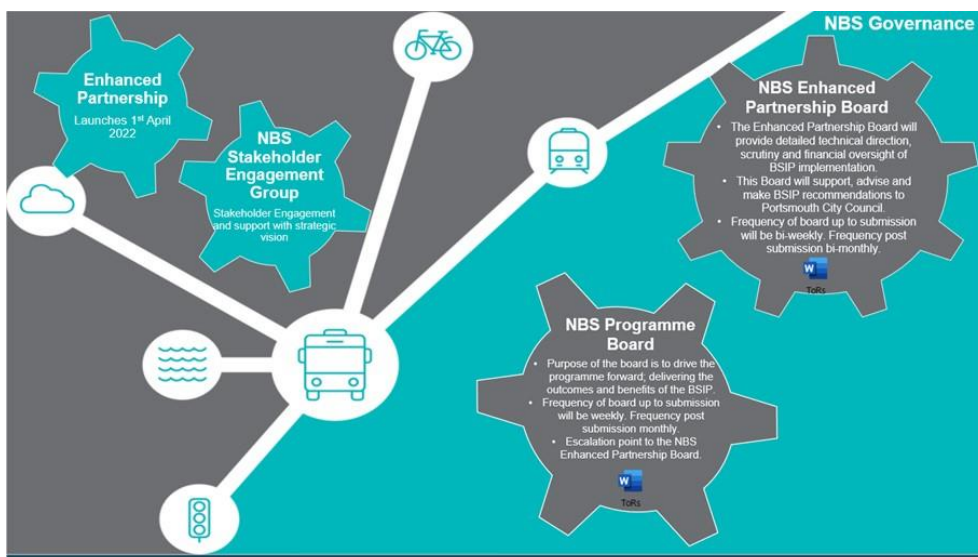 NBS Governance
Enhanced
Partnership
Launches 1st April
2022
NBS
Stakeholder
Engagement
Group
Stakeholder Engagement
and support with strategic
vision
NBS Enhanced
Partnership Board
• The Enhanced Partnership Board will
provide detailed technical direction,
scrutiny and financial oversight of
BSIP implementation.
• This Board will support, advise and
make BSIP recommendations to
Portsmouth City Council.
• Frequency of board up to submission
will be bi-weekly. Frequency post
submission bi-monthly.
W
ToRs
NBS Programme
Board
• Purpose of the board is to drive the
programme forward; delivering the
outcomes and benefits of the BSIP.
• Frequency of board up to submission
will be weekly. Frequency post
submission monthly.
• Escalation point to the NBS
Enhanced Partnership Board.
W
ToRs